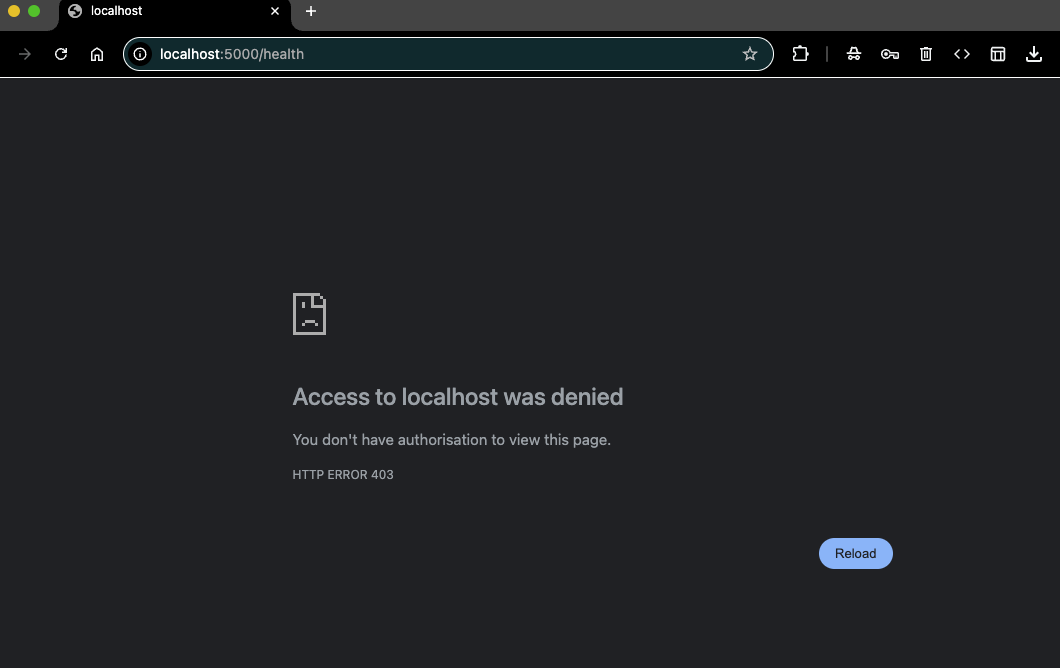 localhost
localhost:5000/health
Access to localhost was denied
You don't have authorisation to view this page.
HTTP ERROR 403
Reload